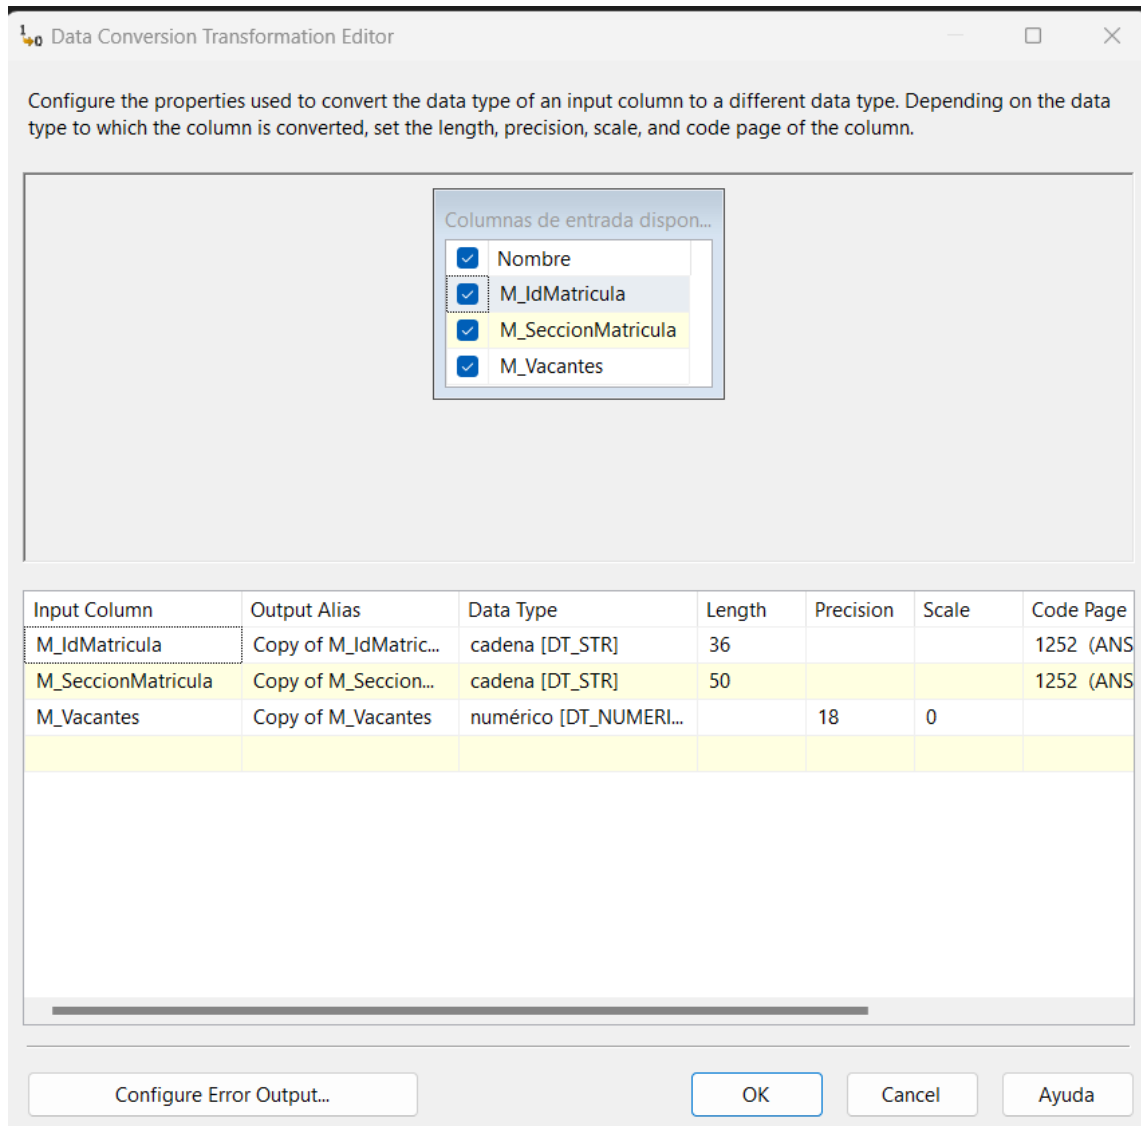 Data Conversion Transformation Editor
Configure the properties used to convert the data type of an input column to a different data type. Depending on the data
type to which the column is converted, set the length, precision, scale, and code page of the column.
Columnas de entrada dispon...
Nombre
M_IdMatricula
M_SeccionMatricula
M_Vacantes
Input Column Output Alias Data Type Length Precision Scale Code Page
M_IdMatricula Copy of M_IdMatric... cadena [DT_STR] 36 1252 (ANS
M_SeccionMatricula Copy of M_Seccion... cadena [DT_STR] 50 1252 (ANS
M_Vacantes Copy of M_Vacantes numérico [DT_NUMERI... 18 0
Configure Error Output... OK Cancel Ayuda